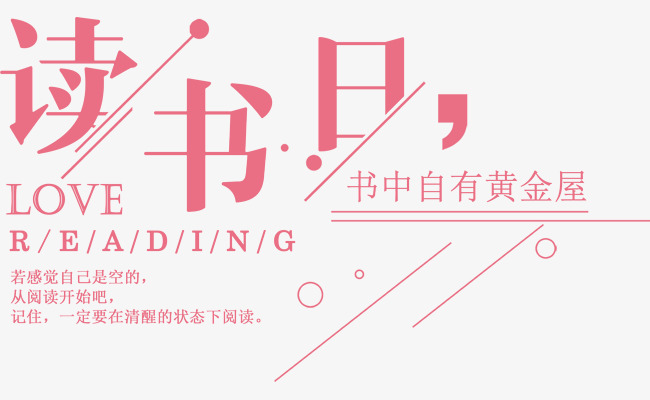 读书日，
书中自有黄金屋
LOVE
R/E/A/D/I/N/G
若感觉自己是空的，
从阅读开始吧，
记住，一定要在清醒的状态下阅读。